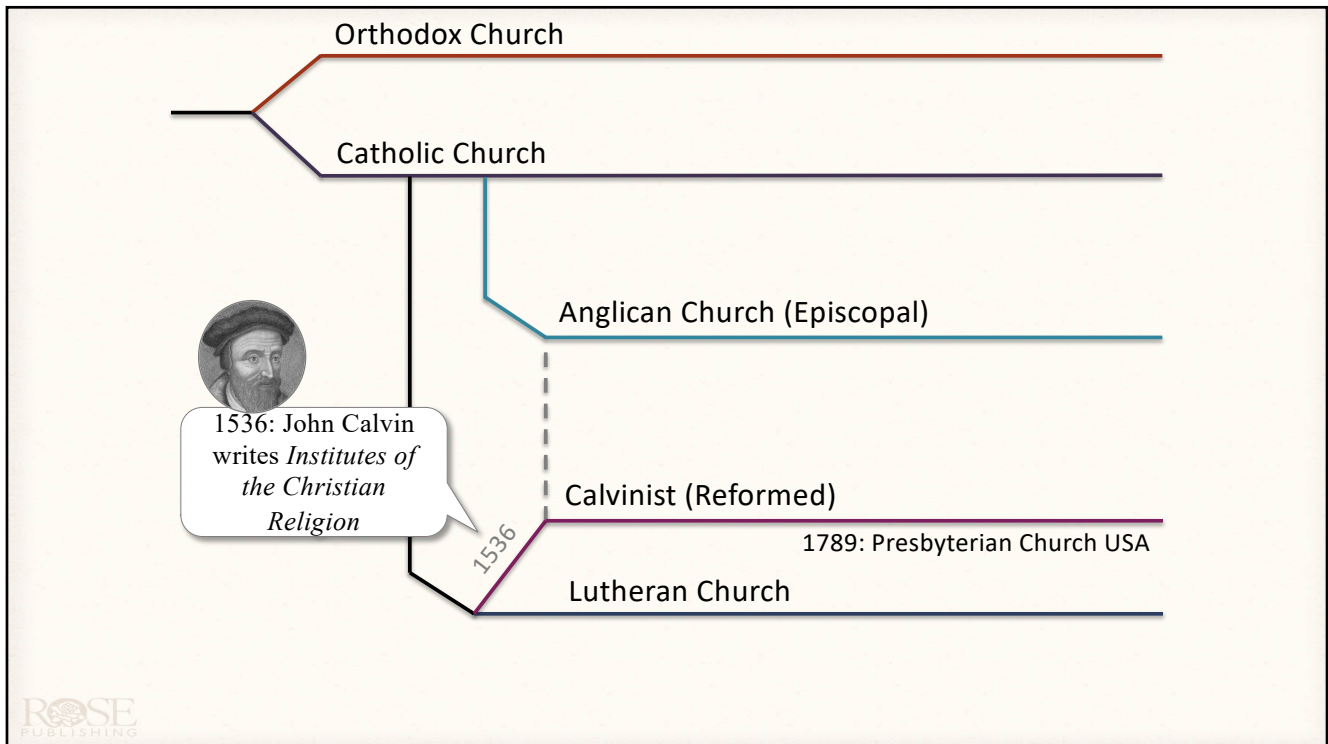 Orthodox Church
Catholic Church
Anglican Church (Episcopal)
1536: John Calvin
writes Institutes of
the Christian
Religion
1536
Calvinist (Reformed)
1789: Presbyterian Church USA
Lutheran Church
ROSE
PUBLISHING